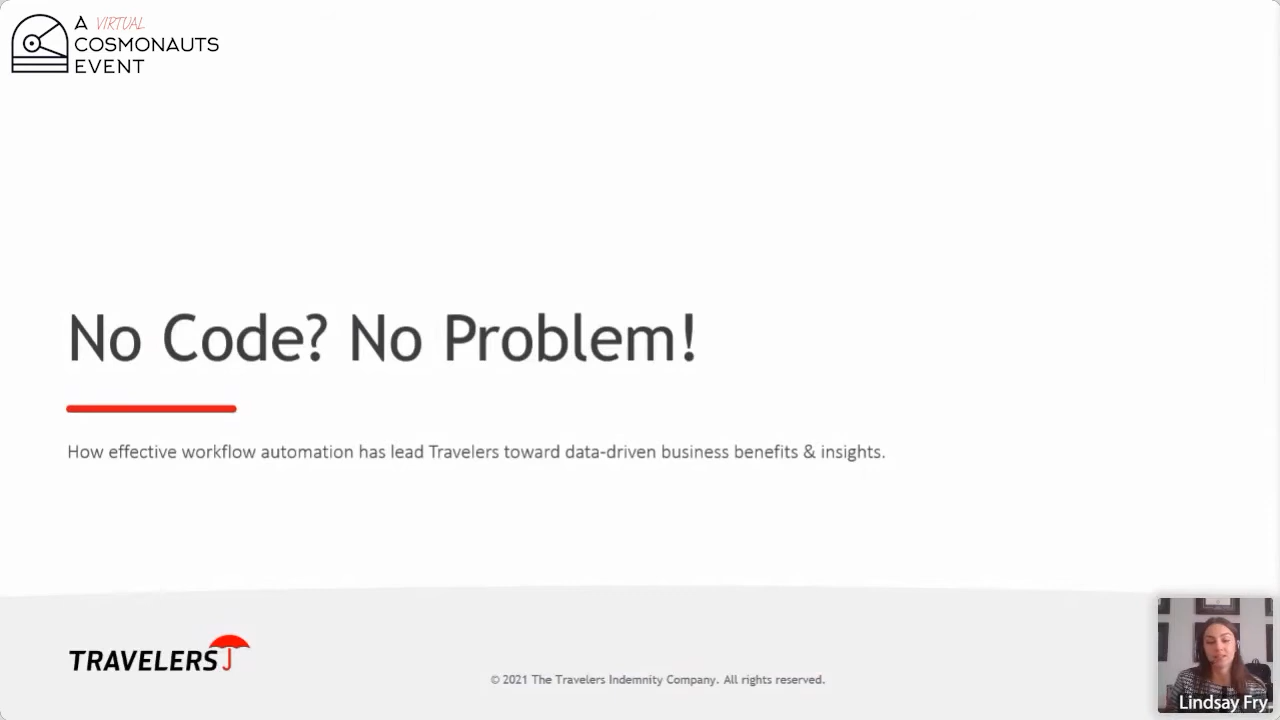 A VIRTUAL
COSMONAUTS
EVENT
No Code? No Problem!
How effective workflow automation has lead Travelers toward data-driven business benefits & insights.
TRAVELERS
© 2021 The Travelers Indemnity Company. All rights reserved.
Lindsay Fry